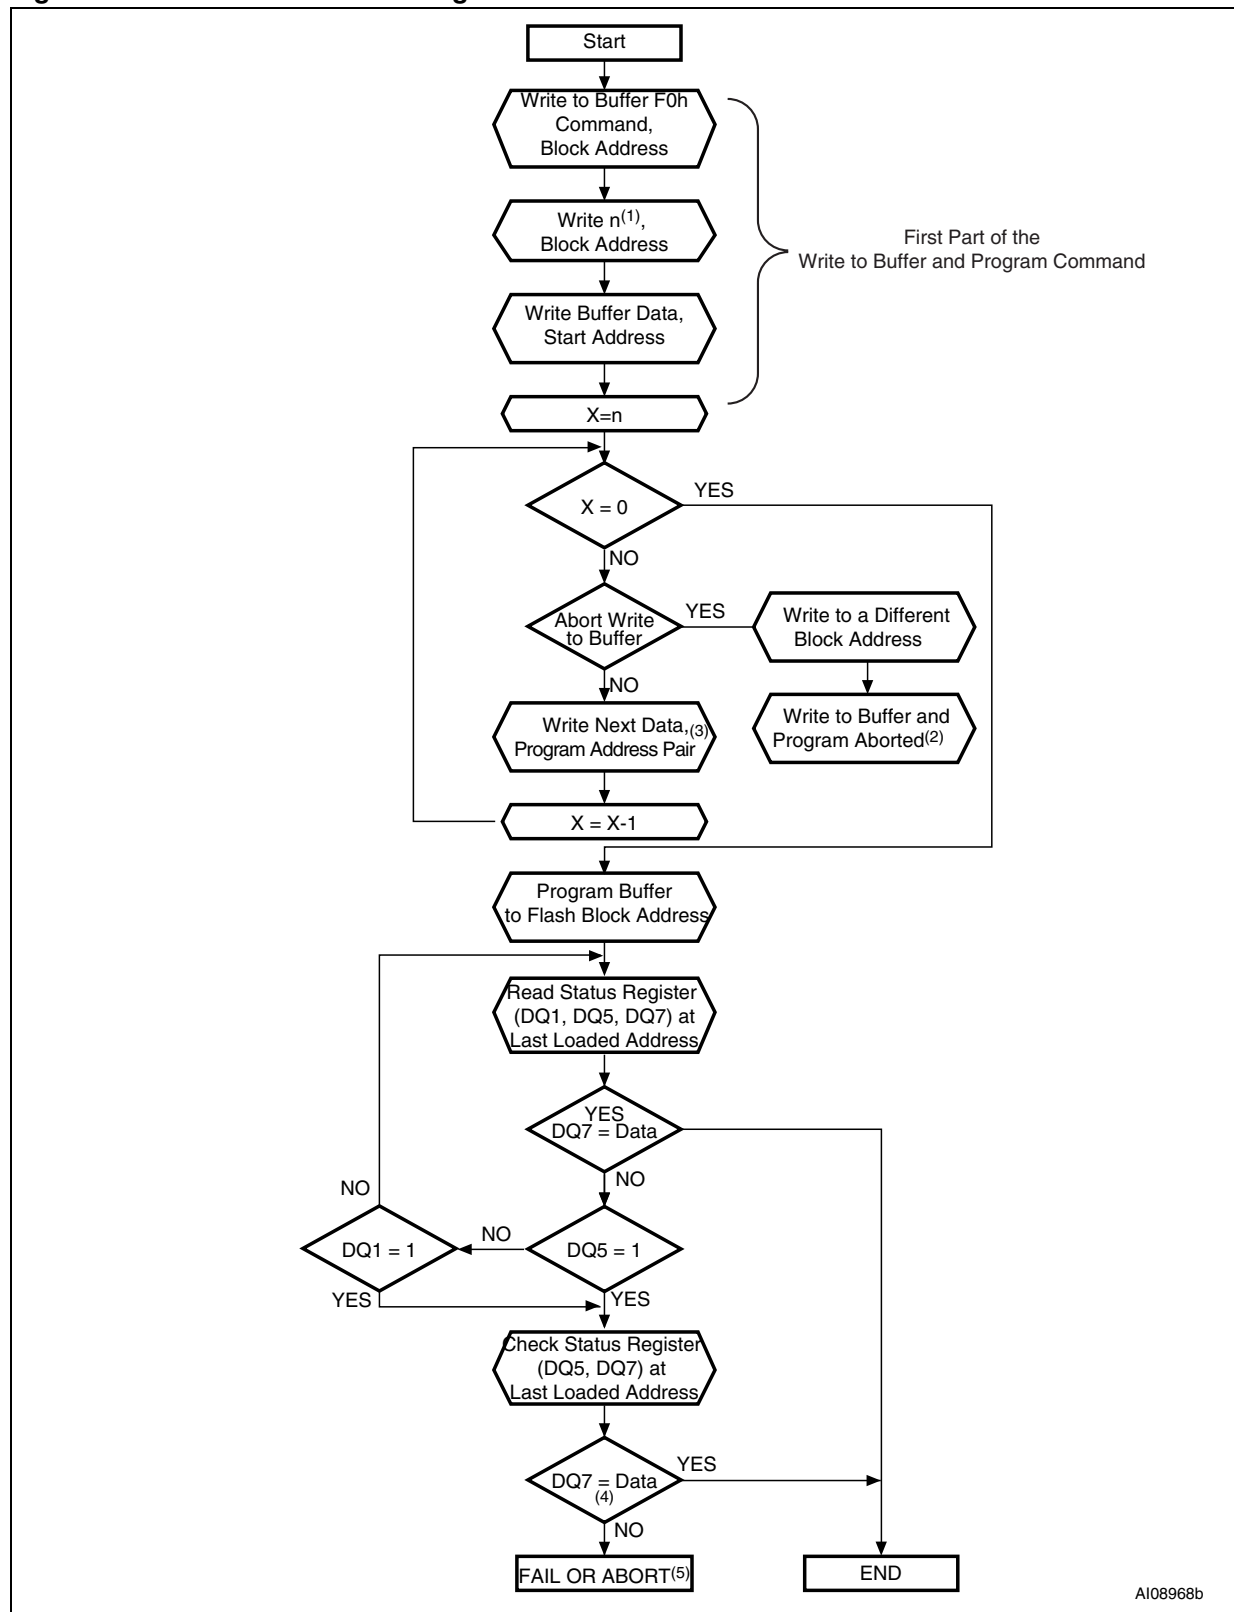 Start
Write to Buffer F0h
Command,
Block Address
Write n(1),
Block Address
First Part of the
Write to Buffer and Program Command
Write Buffer Data,
Start Address
X=n
X = 0
YES
NO
Abort Write
to Buffer
YES
Write to a Different
Block Address
NO
Write Next Data,(3)
Program Address Pair
Write to Buffer and
Program Aborted(2)
X = X-1
Program Buffer
to Flash Block Address
Read Status Register
(DQ1, DQ5, DQ7) at
Last Loaded Address
YES
DQ7 = Data
NO
NO
DQ1 = 1
NO
DQ5 = 1
YES
YES
Check Status Register
(DQ5, DQ7) at
Last Loaded Address
DQ7 = Data
(4)
YES
NO
FAIL OR ABORT(5)
END
AI08968b